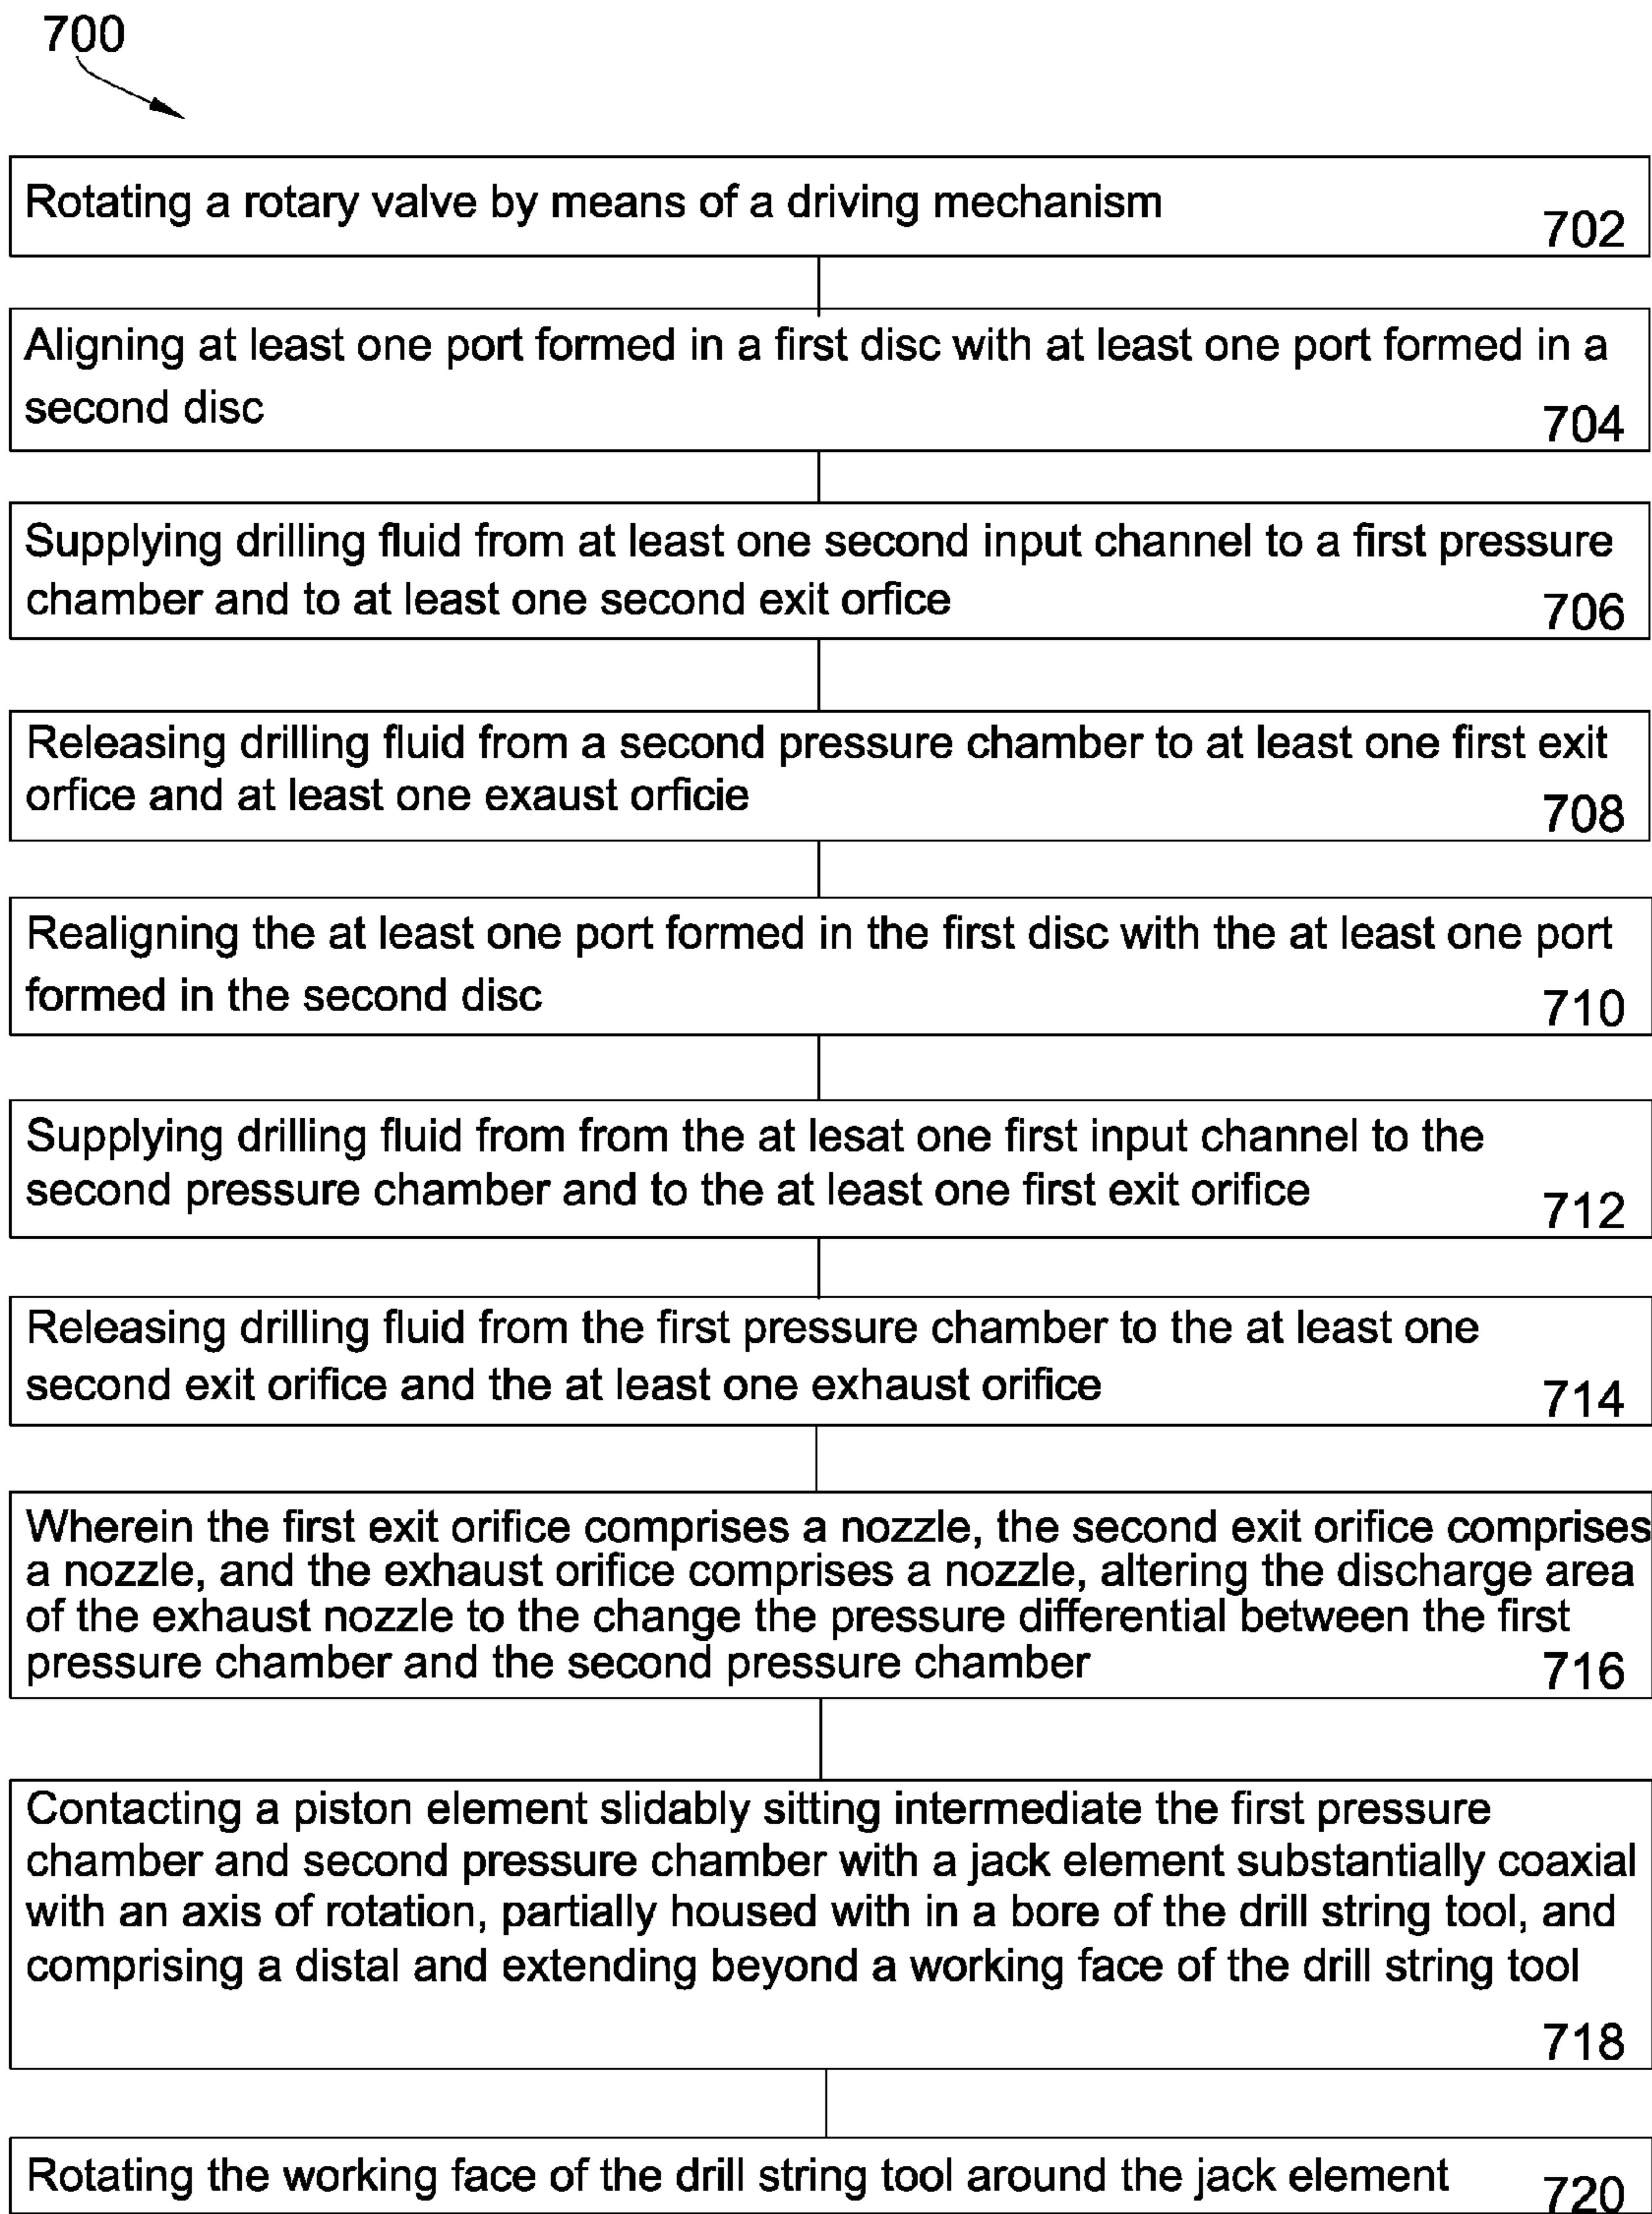 700
Rotating a rotary valve by means of a driving mechanism
702
Aligning at least one port formed in a first disc with at least one port formed in a
second disc
704
Supplying drilling fluid from at least one second input channel to a first pressure
chamber and to at least one second exit orfice
706
Releasing drilling fluid from a second pressure chamber to at least one first exit
orfice and at least one exaust orficie
708
Realigning the at least one port formed in the first disc with the at least one port
formed in the second disc
710
Supplying drilling fluid from from the at lesat one first input channel to the
second pressure chamber and to the at least one first exit orifice
712
Releasing drilling fluid from the first pressure chamber to the at least one
second exit orifice and the at least one exhaust orifice
714
Wherein the first exit orifice comprises a nozzle, the second exit orifice comprises
a nozzle, and the exhaust orifice comprises a nozzle, altering the discharge area
of the exhaust nozzle to the change the pressure differential between the first
pressure chamber and the second pressure chamber
716
Contacting a piston element slidably sitting intermediate the first pressure
chamber and second pressure chamber with a jack element substantially coaxial
with an axis of rotation, partially housed with in a bore of the drill string tool, and
comprising a distal and extending beyond a working face of the drill string tool
718
Rotating the working face of the drill string tool around the jack element
720